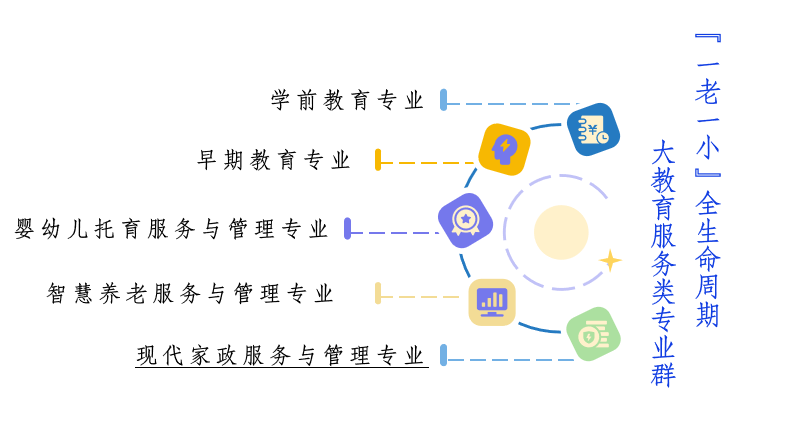 『一老一小』全生命周期
大教育服务类专业群
学前教育专业
早期教育专业
婴幼儿托育服务与管理专业
智慧养老服务与管理专业
现代家政服务与管理专业
¥